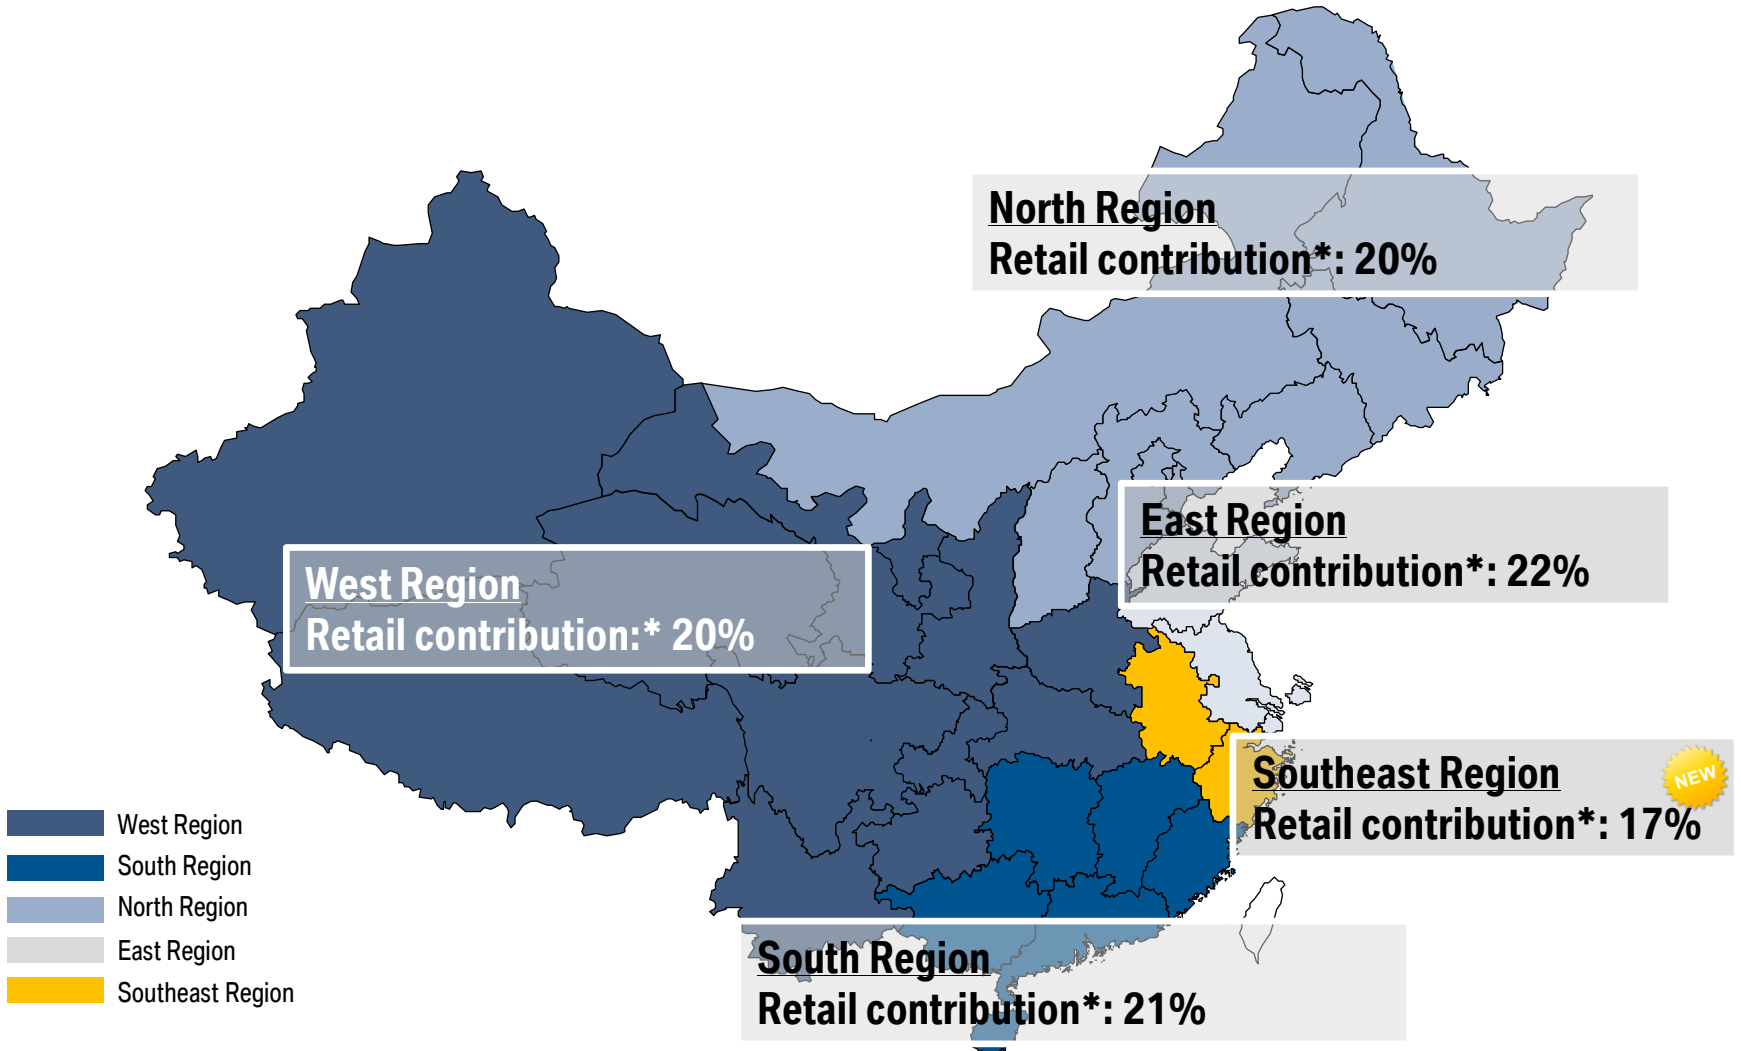 North Region
Retail contribution*: 20%
East Region
Retail contribution*: 22%
West Region
Retail contribution:* 20%
Southeast Region
NEW
Retail contribution*: 17%
West Region
South Region
North Region
East Region
Southeast Region
South Region
Retail contribution*: 21%